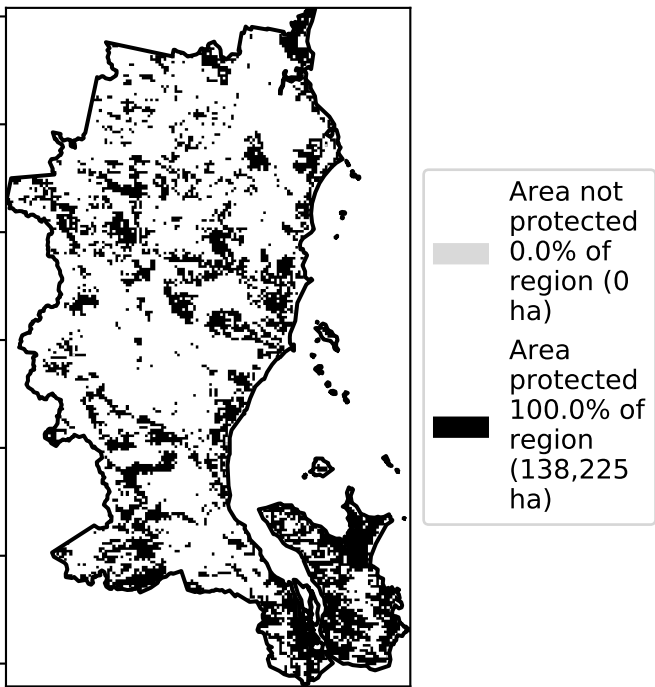 Area not
protected
0.0% of
region (0
ha)
Area
protected
100.0% of
region
(138,225
ha)